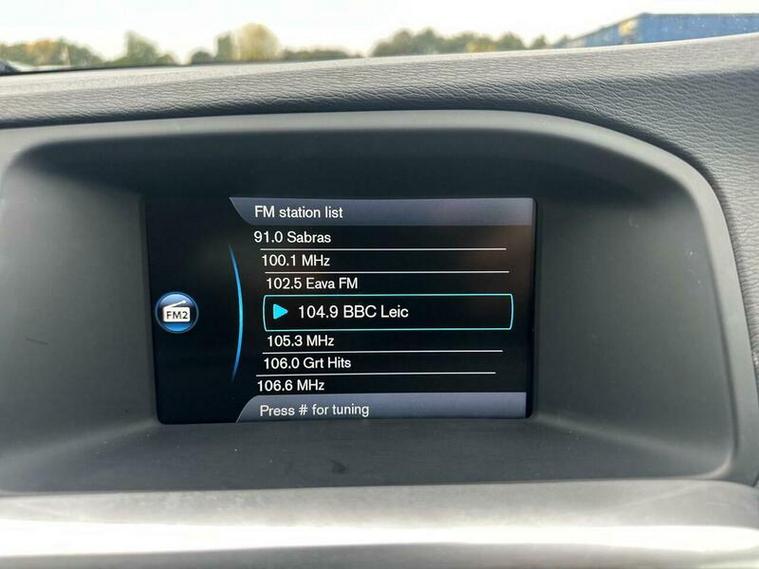 FM station list
91.0 Sabras
100.1 MHz
102.5 Eava FM
FM2
104.9 BBC Leic
105.3 MHz
106.0 Grt Hits
106.6 MHz
Press # for tuning